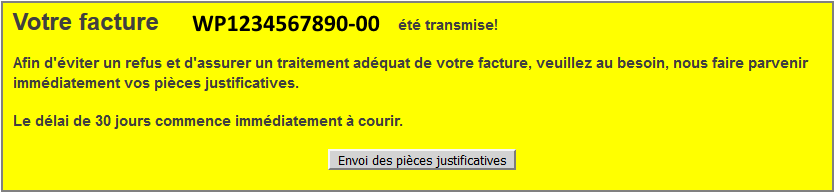 Votre facture WP1234567890-00 été transmise!
Afin d'éviter un refus et d'assurer un traitement adéquat de votre facture, veuillez au besoin, nous faire parvenir
immédiatement vos pièces justificatives.
Le délai de 30 jours commence immédiatement à courir.
Envoi des pièces justificatives